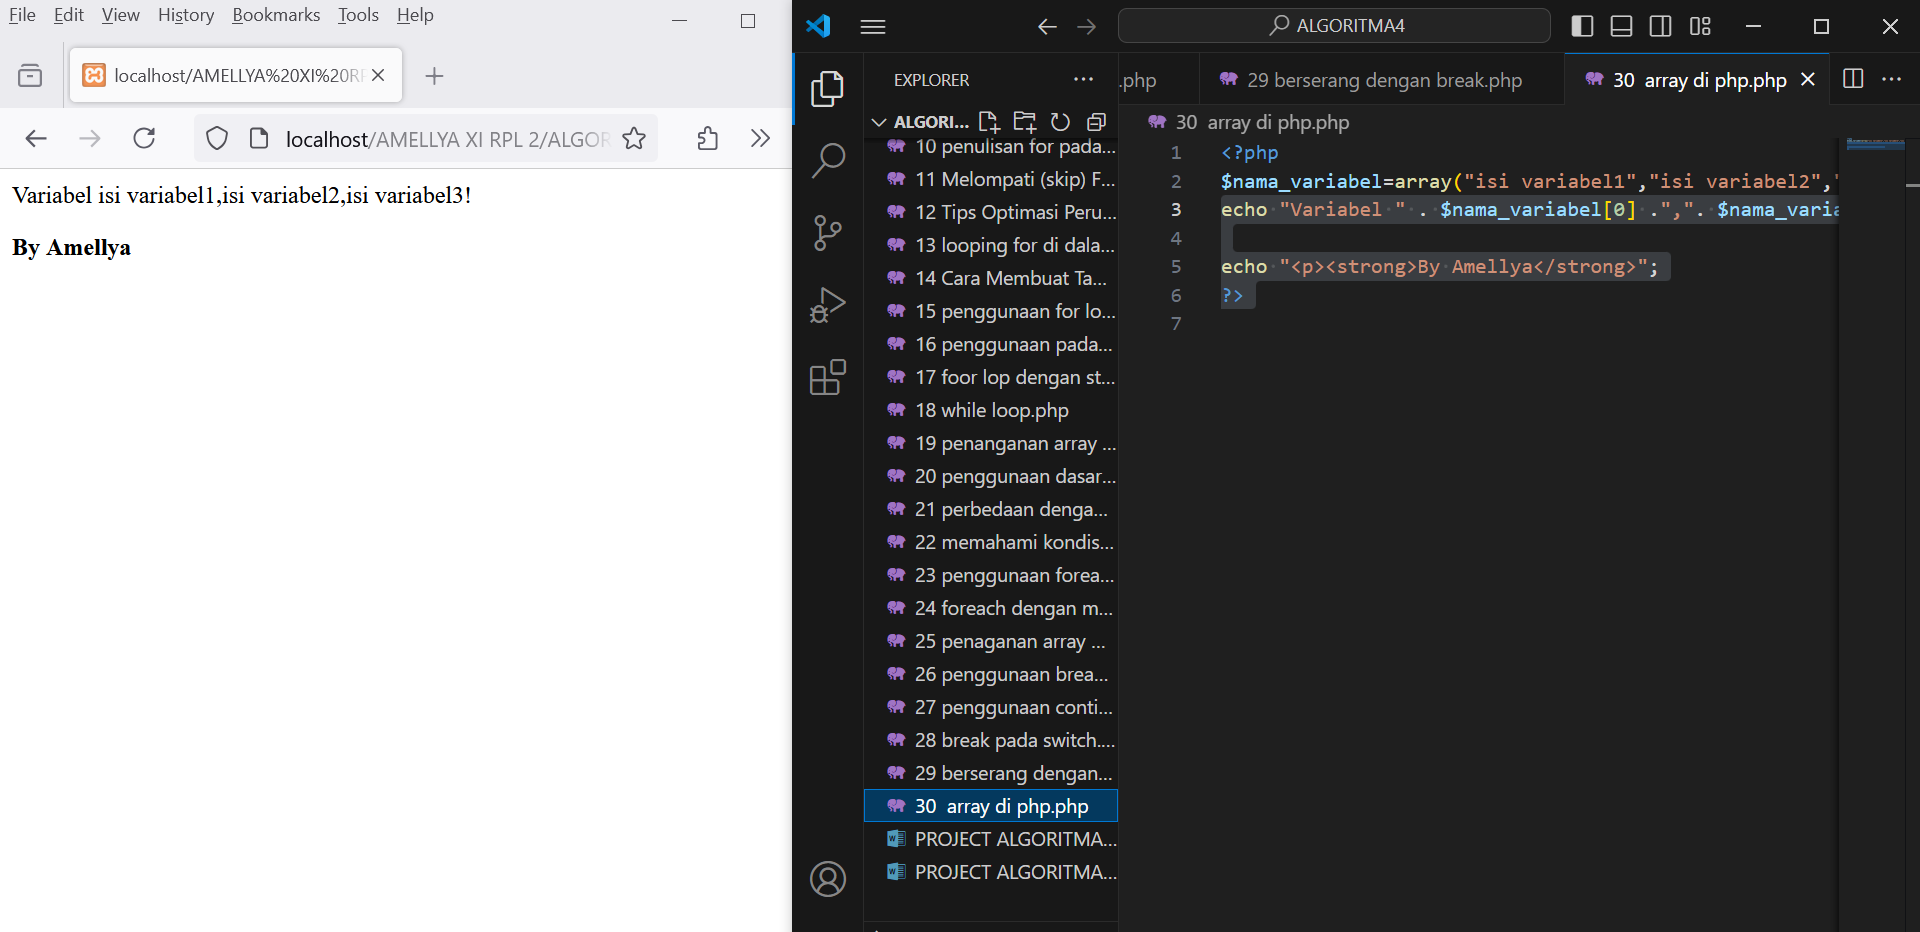 File Edit View History Bookmarks Tools Help
localhost/AMELLYA%20XI%20RP
localhost/AMELLYA XI RPL 2/ALGOR
Variabel isi variabel1,isi variabel2,isi variabel3!
By Amellya
ALGORITMA4
EXPLORER
ALGORI...
10 penulisan for pada...
11 Melompati (skip) F...
12 Tips Optimasi Peru...
13 looping for di dala...
14 Cara Membuat Ta...
15 penggunaan for lo...
16 penggunaan pada...
17 foor lop dengan st...
18 while loop.php
19 penanganan array ...
20 penggunaan dasar...
21 perbedaan denga...
22 memahami kondis...
23 penggunaan forea...
24 foreach dengan m...
25 penaganan array ...
26 penggunaan brea...
27 penggunaan conti...
28 break pada switch....
29 berserang dengan...
30  array di php.php
PROJECT ALGORITMA...
PROJECT ALGORITMA...
.php
29 berserang dengan break.php
30  array di php.php
30  array di php.php
1 <?php
2 $nama_variabel=array("isi variabel1","isi variabel2","
3 echo "Variabel " . $nama_variabel[0] .",". $nama_varia
4
5 echo "<p><strong>By Amellya</strong>";
6 ?>
7